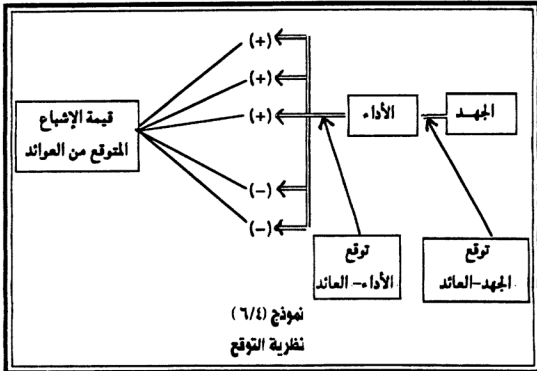 (+)
(+)
(+)
(-)
(-)
الجهد
الأداء
قيمة الإشباع
المتوقع من العوائد
توقع
الجهد-العائد
توقع
الأداء-العائد
نموذج (٦/٤)
نظرية التوقع